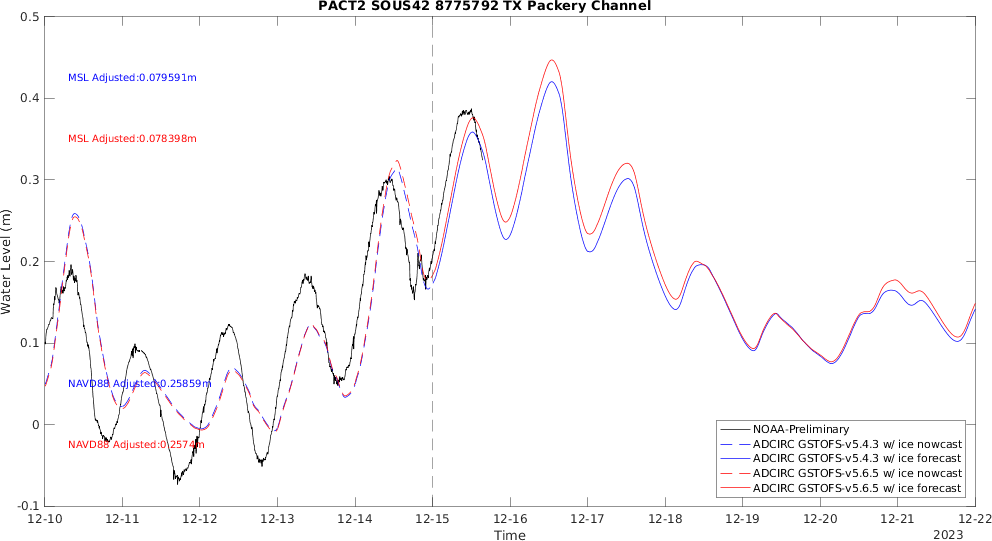 PACT2 SOUS42 8775792 TX Packery Channel
0.5
0.4
0.3
0.2
0.1
0
-0.1
Water Level (m)
MSL Adjusted:0.079591m
MSL Adjusted:0.078398m
NAVD88 Adjusted:0.25859m
NAVD88 Adjusted:0.2574m
NOAA-Preliminary
ADCIRC GSTOFS-v5.4.3 w/ ice nowcast
ADCIRC GSTOFS-v5.4.3 w/ ice forecast
ADCIRC GSTOFS-v5.6.5 w/ ice nowcast
ADCIRC GSTOFS-v5.6.5 w/ ice forecast
12-10 12-11 12-12 12-13 12-14 12-15 12-16 12-17 12-18 12-19 12-20 12-21 12-22
Time
2023